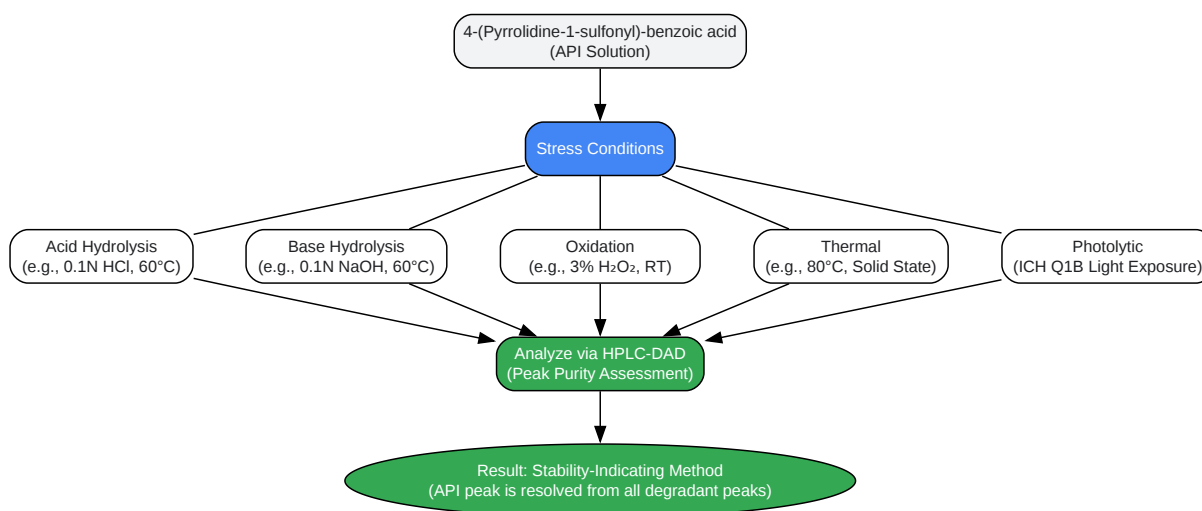 4-(Pyrrolidine-1-sulfonyl)-benzoic acid
(API Solution)
Stress Conditions
Acid Hydrolysis
(e.g., 0.1N HCl, 60°C)
Base Hydrolysis
(e.g., 0.1N NaOH, 60°C)
Oxidation
(e.g., 3% H₂O₂, RT)
Thermal
(e.g., 80°C, Solid State)
Photolytic
(ICH Q1B Light Exposure)
Analyze via HPLC-DAD
(Peak Purity Assessment)
Result: Stability-Indicating Method
(API peak is resolved from all degradant peaks)